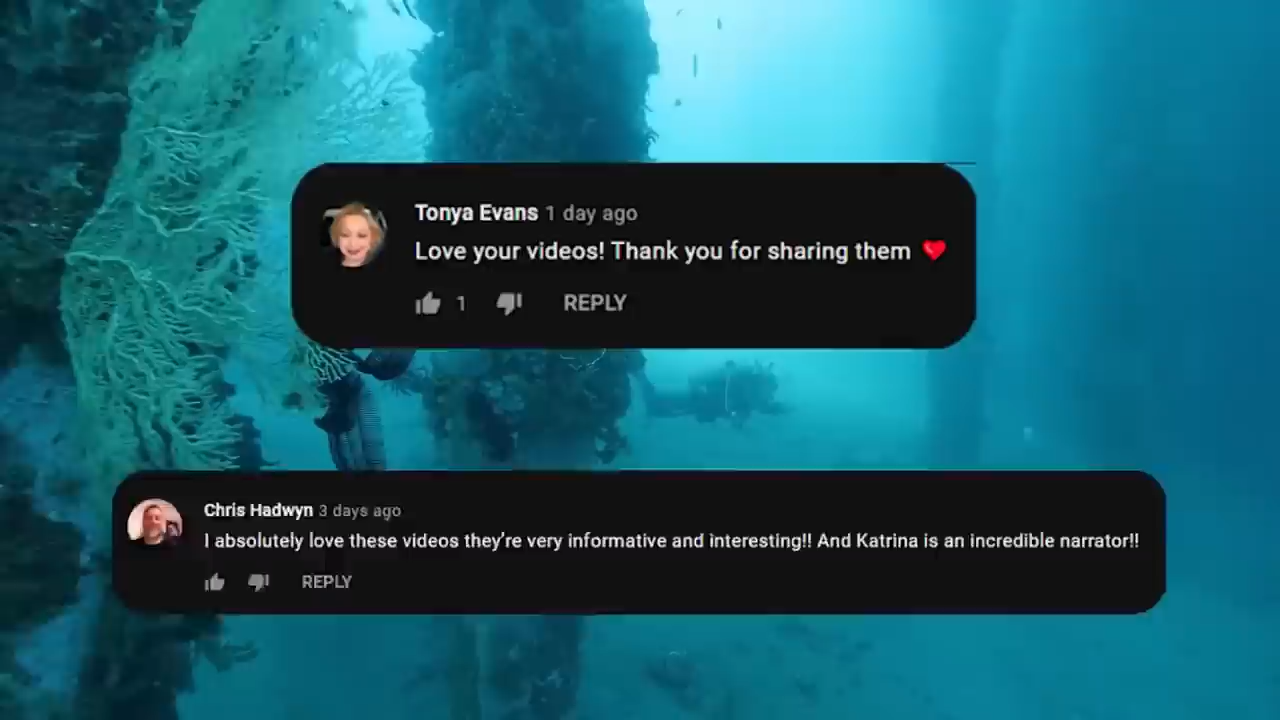 Tonya Evans 1 day ago
Love your videos! Thank you for sharing them ❤️
1 REPLY
Chris Hadwyn 3 days ago
I absolutely love these videos they're very informative and interesting!! And Katrina is an incredible narrator!!
REPLY